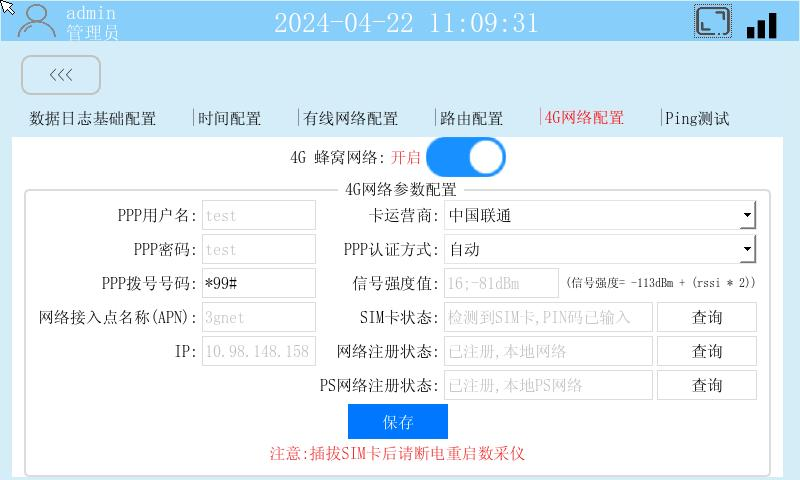 admin
管理员
2024-04-22 11:09:31
<<<
数据日志基础配置 时间配置 有线网络配置 路由配置 4G网络配置 Ping测试
4G 蜂窝网络: 开启
4G网络参数配置
PPP用户名: test 卡运营商: 中国联通
PPP密码: test PPP认证方式: 自动
PPP拨号号码: *99# 信号强度值: 16;-81dBm (信号强度= -113dBm + (rssi * 2))
网络接入点名称(APN): 3gnet SIM卡状态: 检测到SIM卡,PIN码已输入 查询
IP: 10.98.148.158 网络注册状态: 已注册,本地网络 查询
PS网络注册状态: 已注册,本地PS网络 查询
保存
注意:插拔SIM卡后请断电重启数采仪